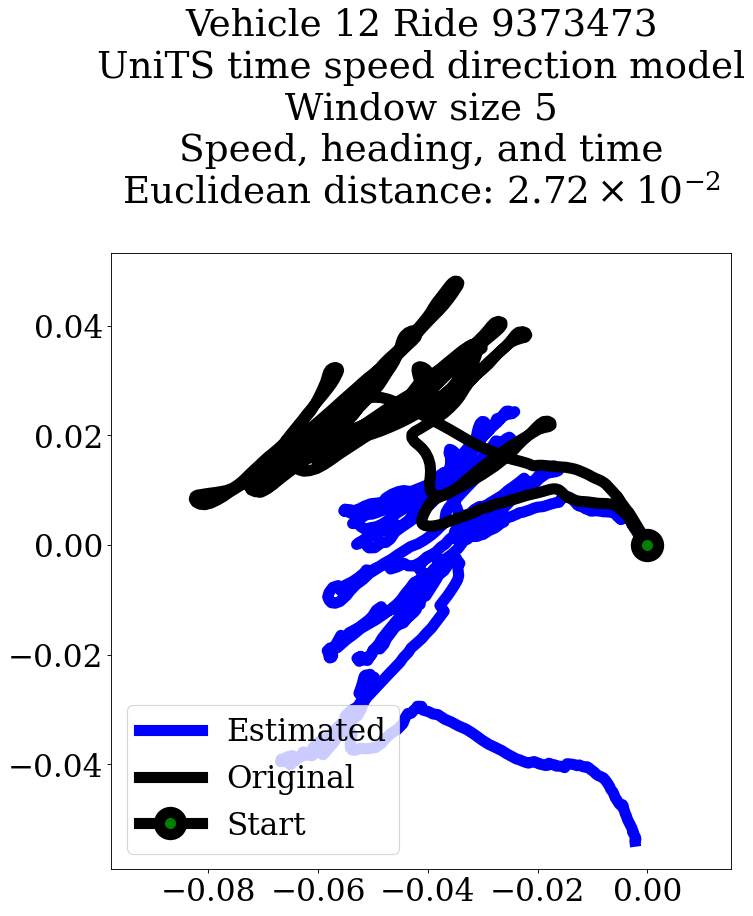 Vehicle 12 Ride 9373473
UniTS time speed direction model
Window size 5
Speed, heading, and time
Euclidean distance: 2.72 × 10⁻²
0.04
0.02
0.00
−0.02
−0.04
Estimated
Original
Start
−0.08 −0.06 −0.04 −0.02 0.00